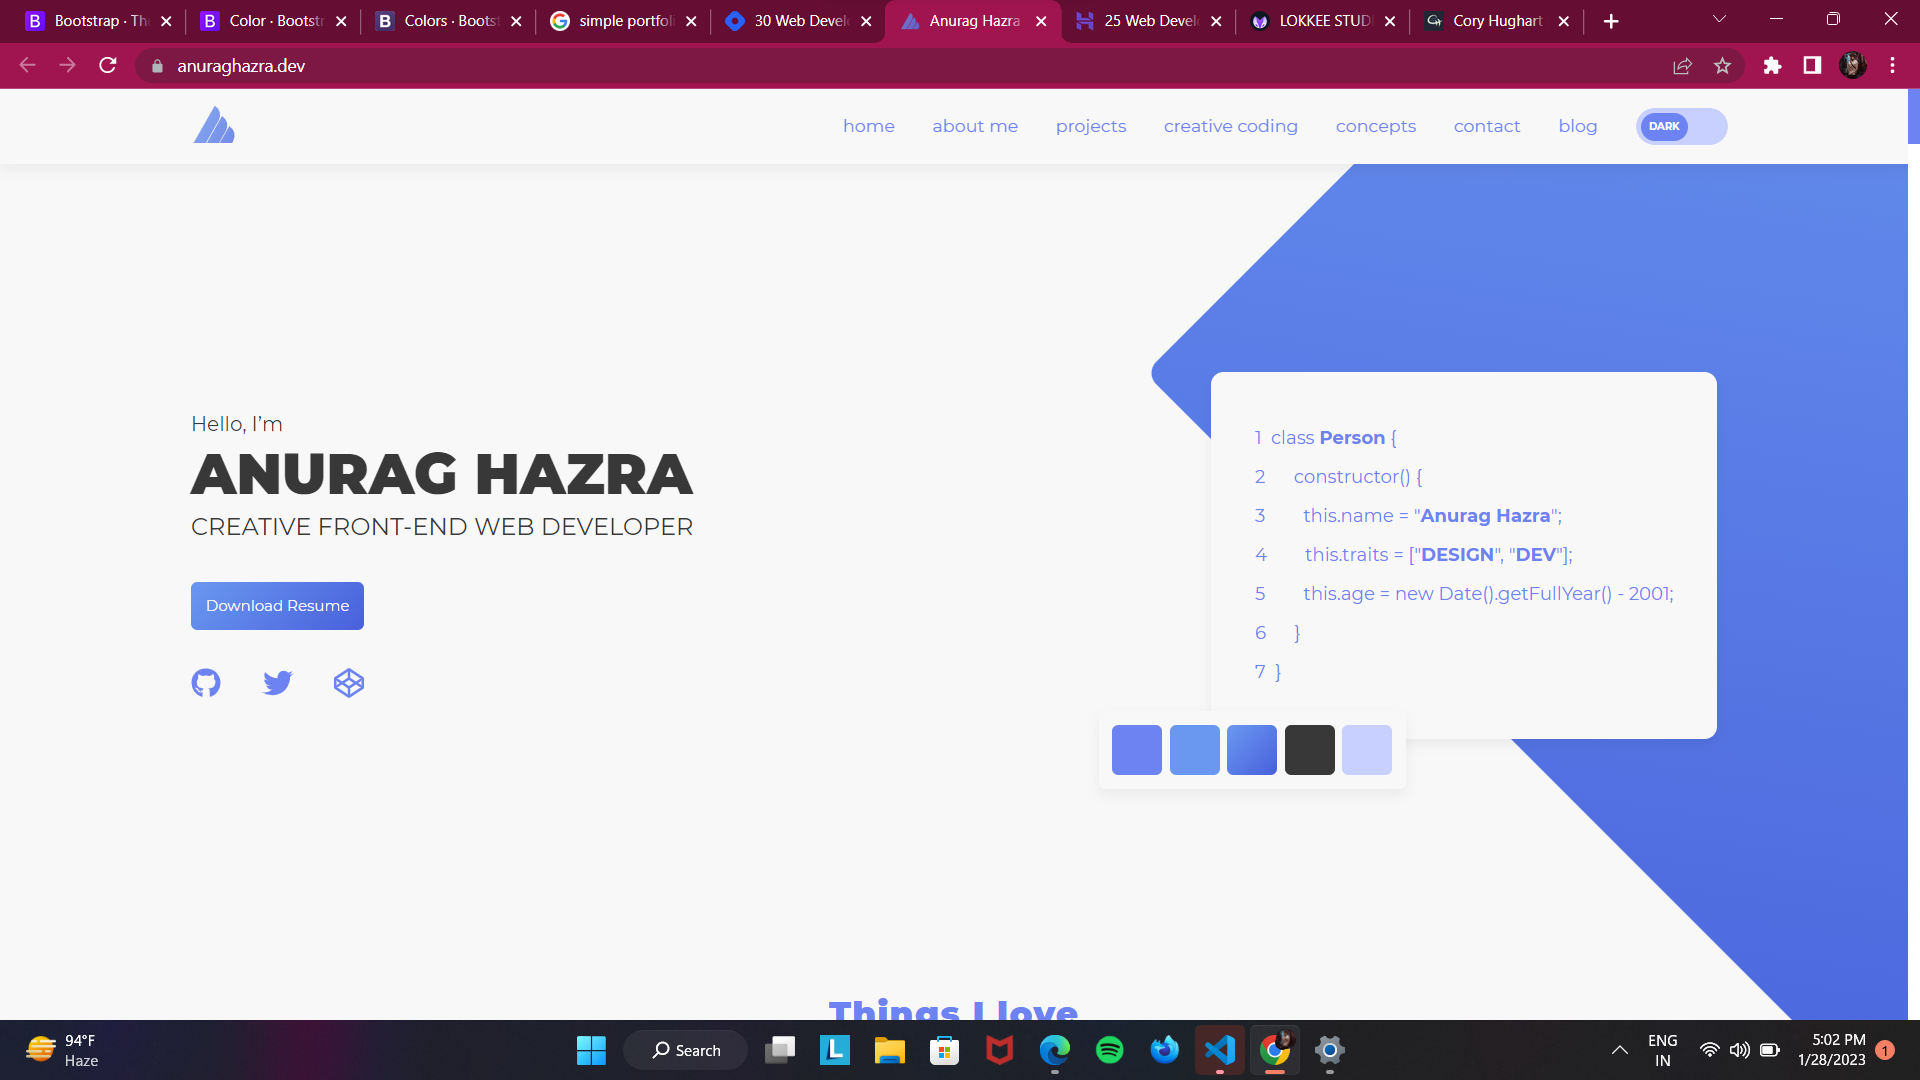 Bootstrap · Th
Color · Bootstr
Colors · Bootst
simple portfoli
30 Web Devel
Anurag Hazra
25 Web Devel
LOKKEE STUD
Cory Hughart
anuraghazra.dev
home
about me
projects
creative coding
concepts
contact
blog
DARK
Hello, I'm
ANURAG HAZRA
CREATIVE FRONT-END WEB DEVELOPER
Download Resume
1 class Person {
2 constructor() {
3 this.name = "Anurag Hazra";
4 this.traits = ["DESIGN", "DEV"];
5 this.age = new Date().getFullYear() - 2001;
6 }
7 }
Things I love
94°F
Haze
Search
ENG
IN
5:02 PM
1/28/2023
1